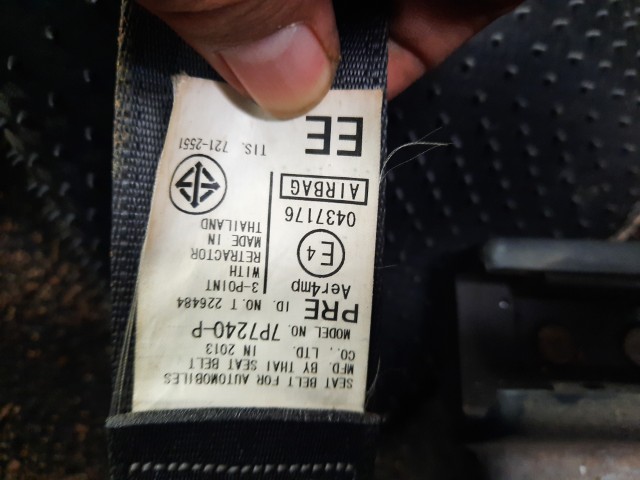 SEAT BELT FOR AUTOMOBILES
MFD. BY THAI SEAT BELT
CO., LTD. IN 2013
MODEL NO. 7P7240-P
PRE ID. NO. T 226484
Aer4mp
E4
0437176
AIRBAG
3-POINT
WITH
RETRACTOR
MADE IN
THAILAND
EE
TIS. 721-2551